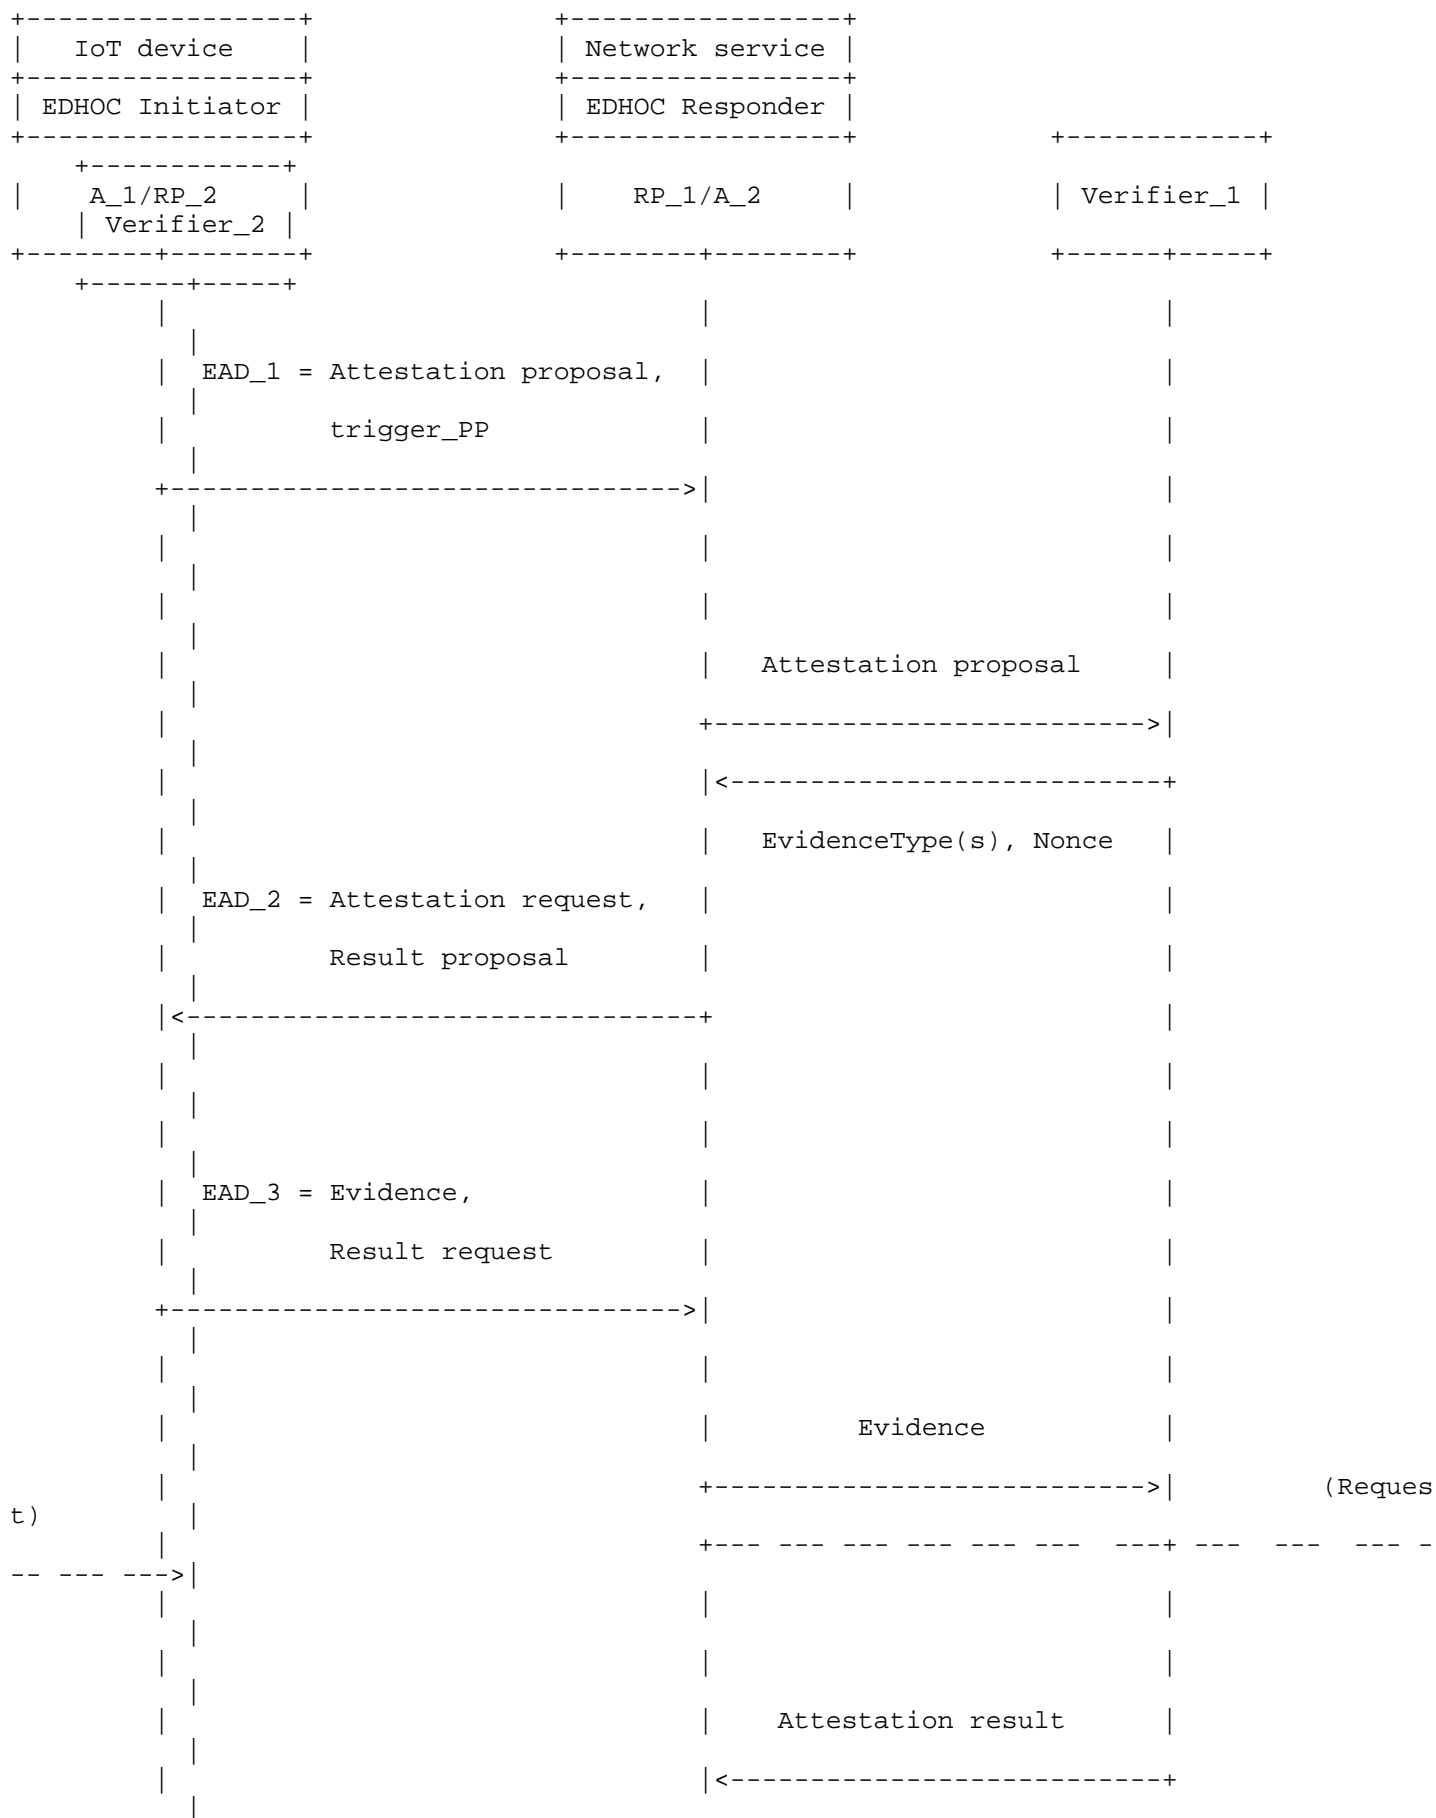 +-----------------+               +-----------------+
|   IoT device    |               | Network service |
+-----------------+               +-----------------+
| EDHOC Initiator |               | EDHOC Responder |
+-----------------+               +-----------------+            +------------+
    +------------+
|    A_1/RP_2     |               |    RP_1/A_2     |            | Verifier_1 |
    | Verifier_2 |
+--------+--------+               +--------+--------+            +------+-----+
    +------+-----+
         |                                 |                            |
           |
         |  EAD_1 = Attestation proposal,  |                            |
           |
         |          trigger_PP             |                            |
           |
         +-------------------------------->|                            |
           |
         |                                 |                            |
           |
         |                                 |                            |
           |
         |                                 |   Attestation proposal     |
           |
         |                                 +--------------------------->|
           |
         |                                 |<---------------------------+
           |
         |                                 |   EvidenceType(s), Nonce   |
           |
         |  EAD_2 = Attestation request,   |                            |
           |
         |          Result proposal        |                            |
           |
         |<--------------------------------+                            |
           |
         |                                 |                            |
           |
         |                                 |                            |
           |
         |  EAD_3 = Evidence,              |                            |
           |
         |          Result request         |                            |
           |
         +-------------------------------->|                            |
           |
         |                                 |                            |
           |
         |                                 |         Evidence           |
           |
         |                                 +--------------------------->|         (Reques
t)         |
         |                                 +--- --- --- --- --- ---  ---+ ---  ---  --- -
-- --- --->|
         |                                 |                            |
           |
         |                                 |                            |
           |
         |                                 |    Attestation result      |
           |
         |                                 |<---------------------------+
           |